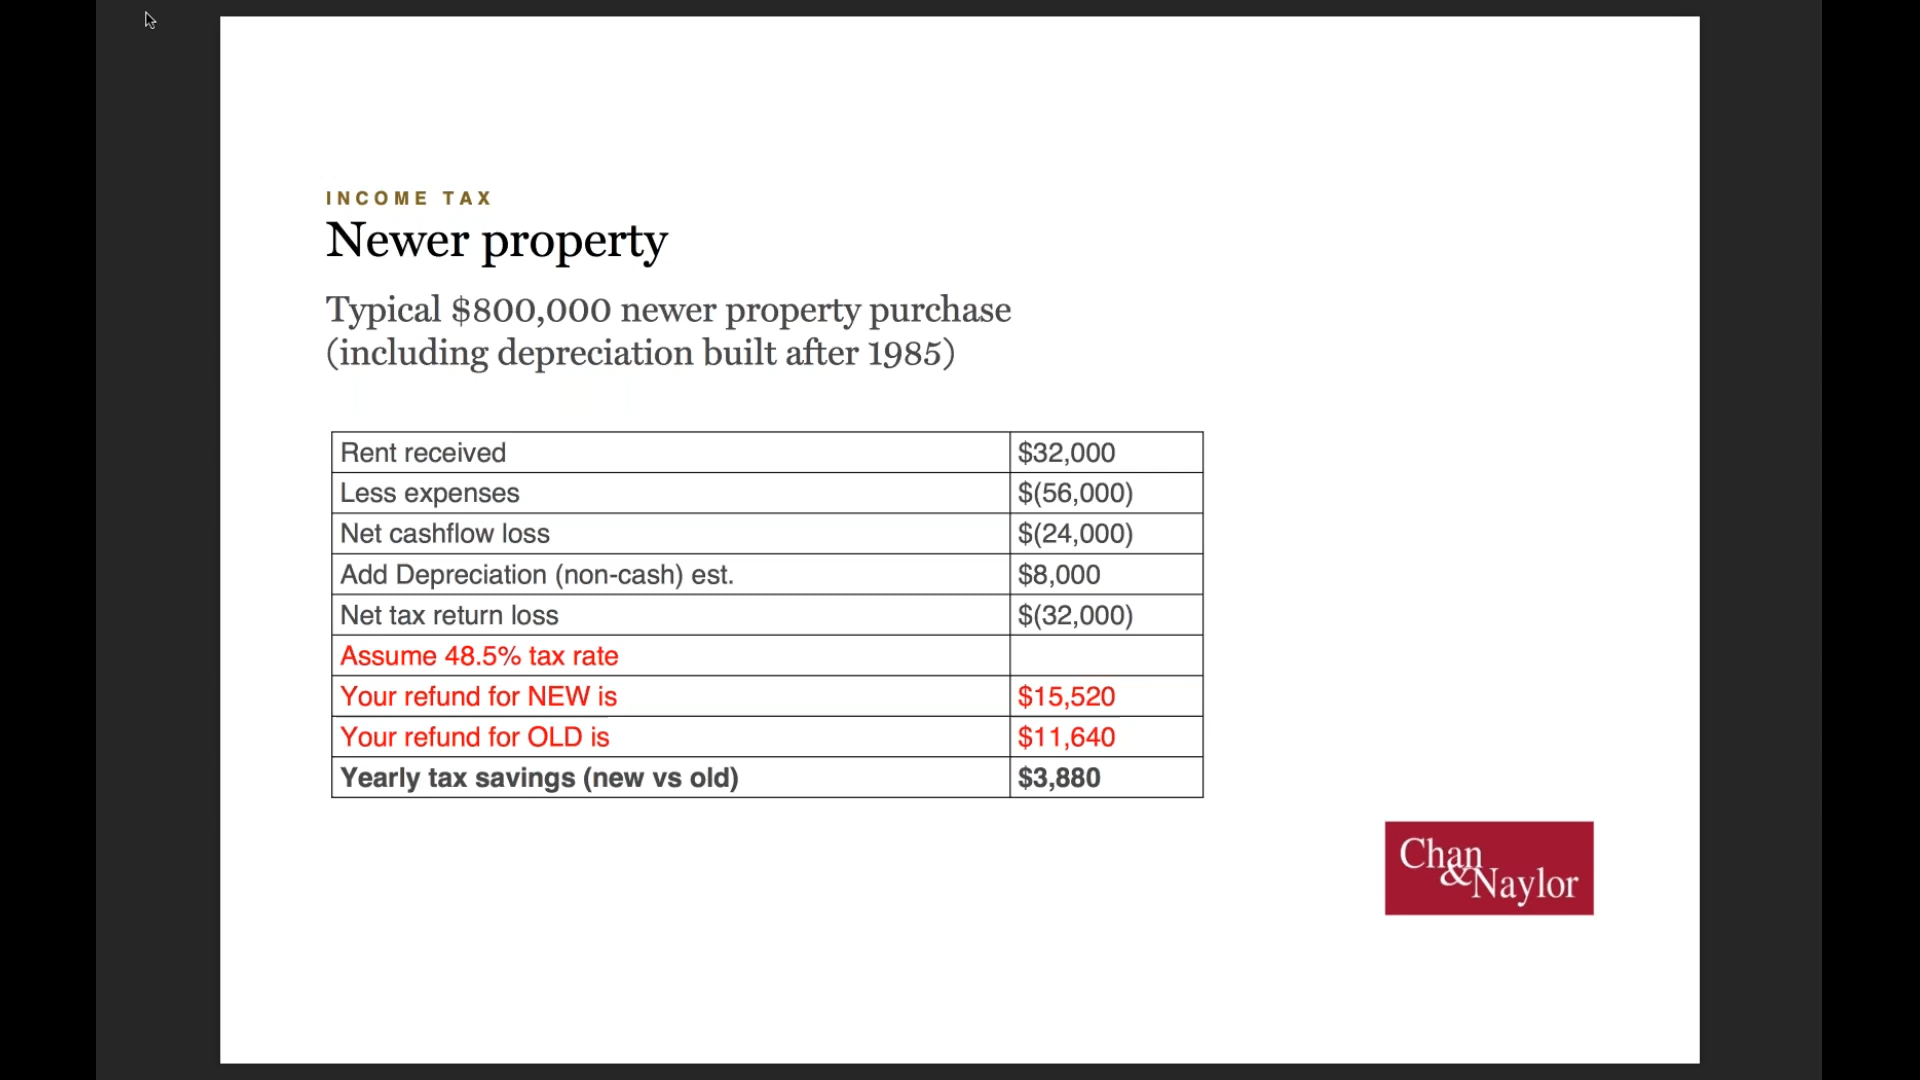 INCOME TAX
Newer property
Typical $800,000 newer property purchase
(including depreciation built after 1985)
Rent received $32,000
Less expenses $(56,000)
Net cashflow loss $(24,000)
Add Depreciation (non-cash) est. $8,000
Net tax return loss $(32,000)
Assume 48.5% tax rate
Your refund for NEW is $15,520
Your refund for OLD is $11,640
Yearly tax savings (new vs old) $3,880
Chan
&Naylor